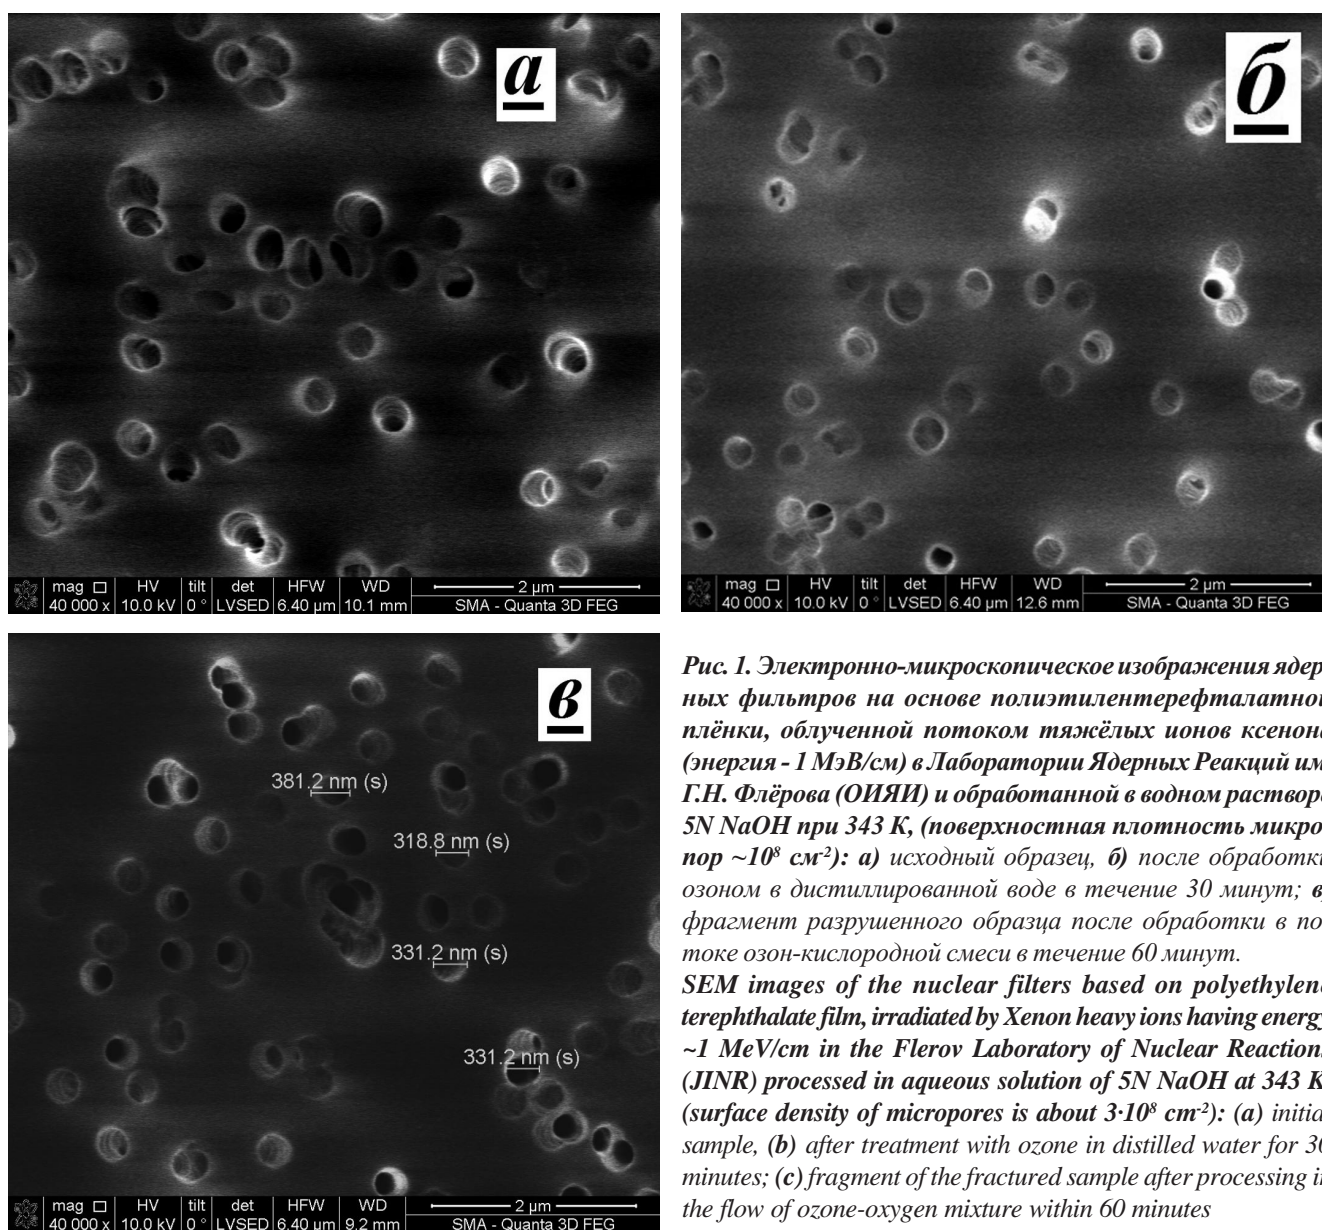 а
mag HV tilt det HFW WD 2 µm
40 000 x 10.0 kV 0 ° LVSED 6.40 µm 10.1 mm SMA - Quanta 3D FEG
б
mag HV tilt det HFW WD 2 µm
40 000 x 10.0 kV 0 ° LVSED 6.40 µm 12.6 mm SMA - Quanta 3D FEG
в
381.2 nm (s)
318.8 nm (s)
331.2 nm (s)
331.2 nm (s)
mag HV tilt det HFW WD 2 µm
40 000 x 10.0 kV 0 ° LVSED 6.40 µm 9.2 mm SMA - Quanta 3D FEG
Рис. 1. Электронно-микроскопическое изображения ядер
ных фильтров на основе полиэтилентерефталатной
плёнки, облученной потоком тяжёлых ионов ксенона
(энергия - 1 МэВ/см) в Лаборатории Ядерных Реакций им
Г.Н. Флёрова (ОИЯИ) и обработанной в водном растворе
5N NaOH при 343 К, (поверхностная плотность микро
пор ~10⁸ см⁻²): а) исходный образец, б) после обработки
озоном в дистиллированной воде в течение 30 минут; в)
фрагмент разрушенного образца после обработки в по
токе озон-кислородной смеси в течение 60 минут.
SEM images of the nuclear filters based on polyethylene
terephthalate film, irradiated by Xenon heavy ions having energy
~1 MeV/cm in the Flerov Laboratory of Nuclear Reactions
(JINR) processed in aqueous solution of 5N NaOH at 343 K
(surface density of micropores is about 3·10⁸ cm⁻²): (a) initial
sample, (b) after treatment with ozone in distilled water for 30
minutes; (c) fragment of the fractured sample after processing in
the flow of ozone-oxygen mixture within 60 minutes